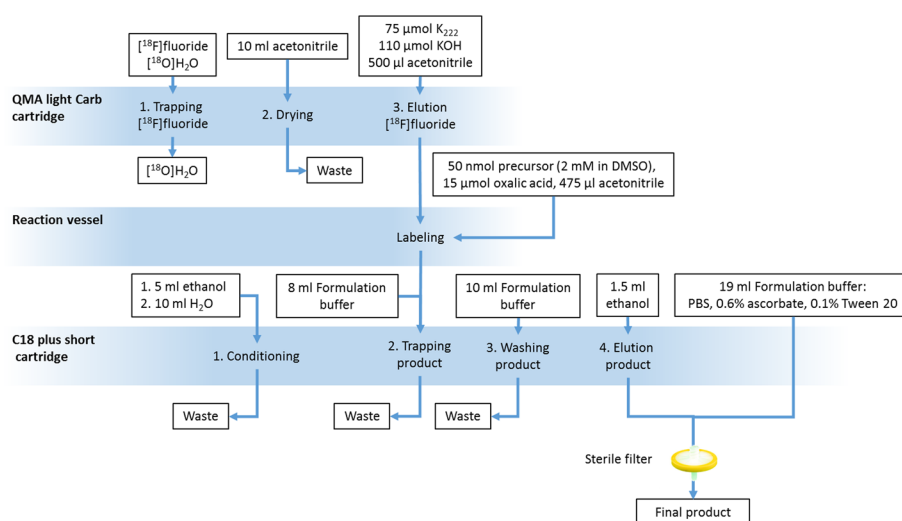 [¹⁸F]fluoride
[¹⁸O]H₂O
10 ml acetonitrile
75 µmol K₂₂₂
110 µmol KOH
500 µl acetonitrile
QMA light Carb
cartridge
1. Trapping
[¹⁸F]fluoride
2. Drying
3. Elution
[¹⁸F]fluoride
[¹⁸O]H₂O
Waste
50 nmol precursor (2 mM in DMSO),
15 µmol oxalic acid, 475 µl acetonitrile
Reaction vessel
Labeling
1. 5 ml ethanol
2. 10 ml H₂O
8 ml Formulation
buffer
10 ml Formulation
buffer
1.5 ml
ethanol
19 ml Formulation buffer:
PBS, 0.6% ascorbate, 0.1% Tween 20
C18 plus short
cartridge
1. Conditioning
2. Trapping
product
3. Washing
product
4. Elution
product
Waste
Waste
Waste
Sterile filter
Final product